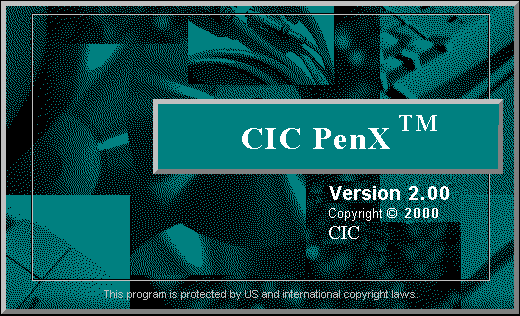 CIC PenX TM
Version 2.00
Copyright © 2000
CIC
This program is protected by US and international copyright laws.